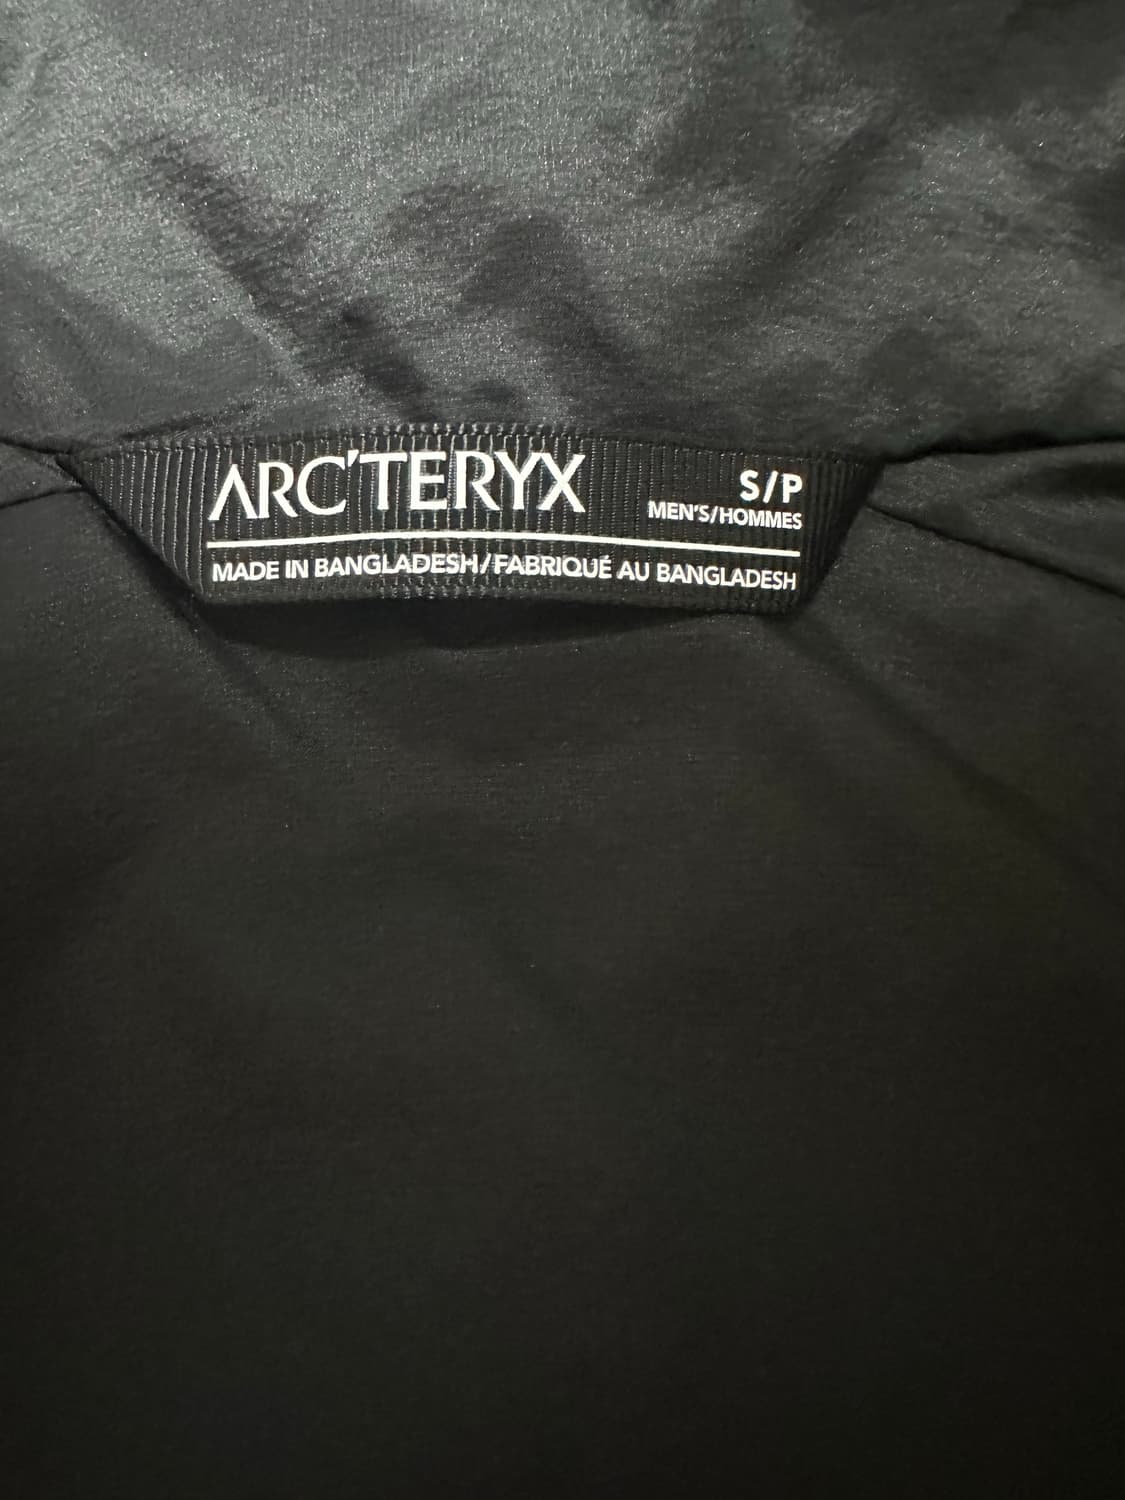 ARC'TERYX
S/P
MEN'S/HOMMES
MADE IN BANGLADESH/FABRIQUÉ AU BANGLADESH